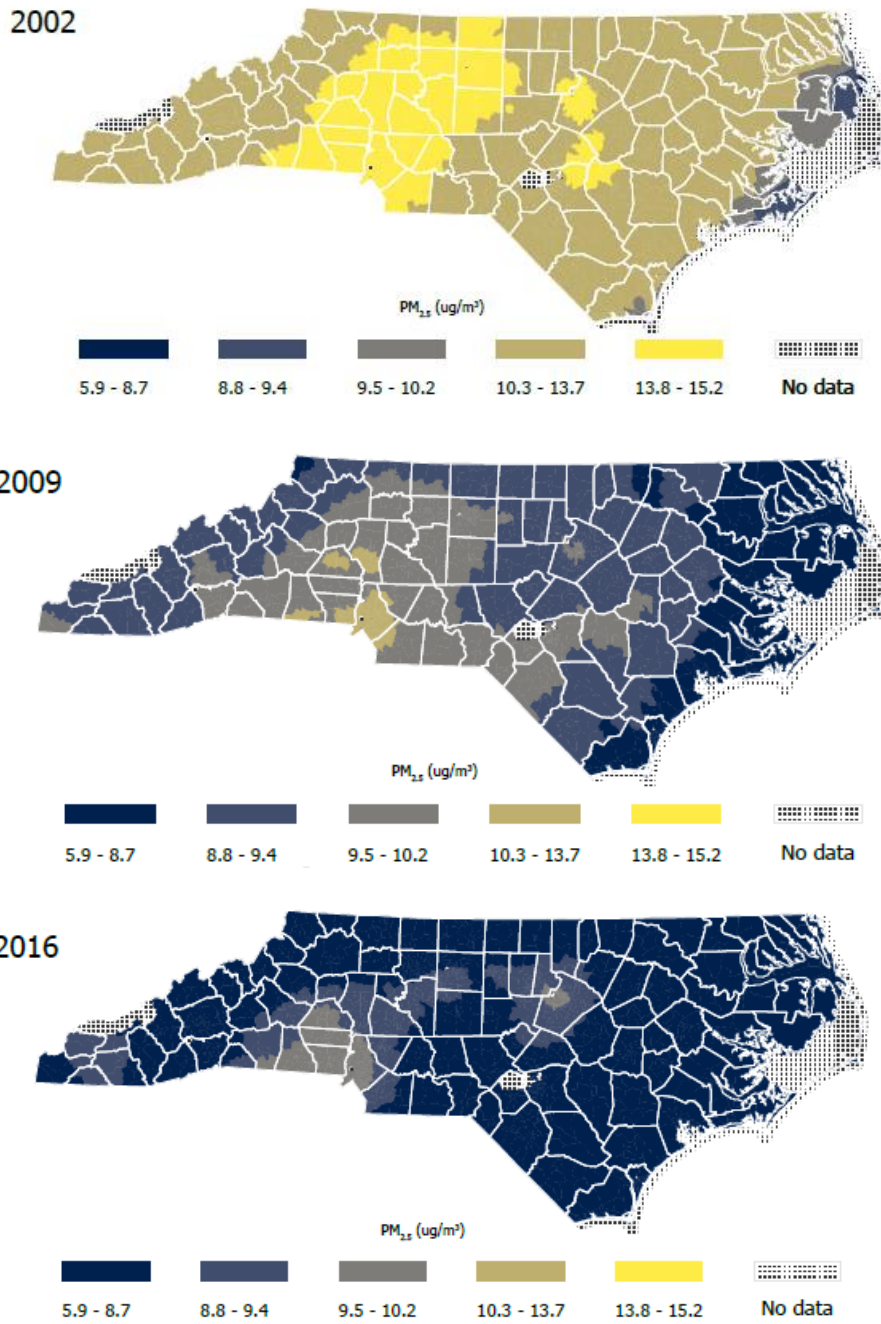 2002
PM2.5 (ug/m³)
5.9 - 8.7 8.8 - 9.4 9.5 - 10.2 10.3 - 13.7 13.8 - 15.2 No data
2009
PM2.5 (ug/m³)
5.9 - 8.7 8.8 - 9.4 9.5 - 10.2 10.3 - 13.7 13.8 - 15.2 No data
2016
PM2.5 (ug/m³)
5.9 - 8.7 8.8 - 9.4 9.5 - 10.2 10.3 - 13.7 13.8 - 15.2 No data